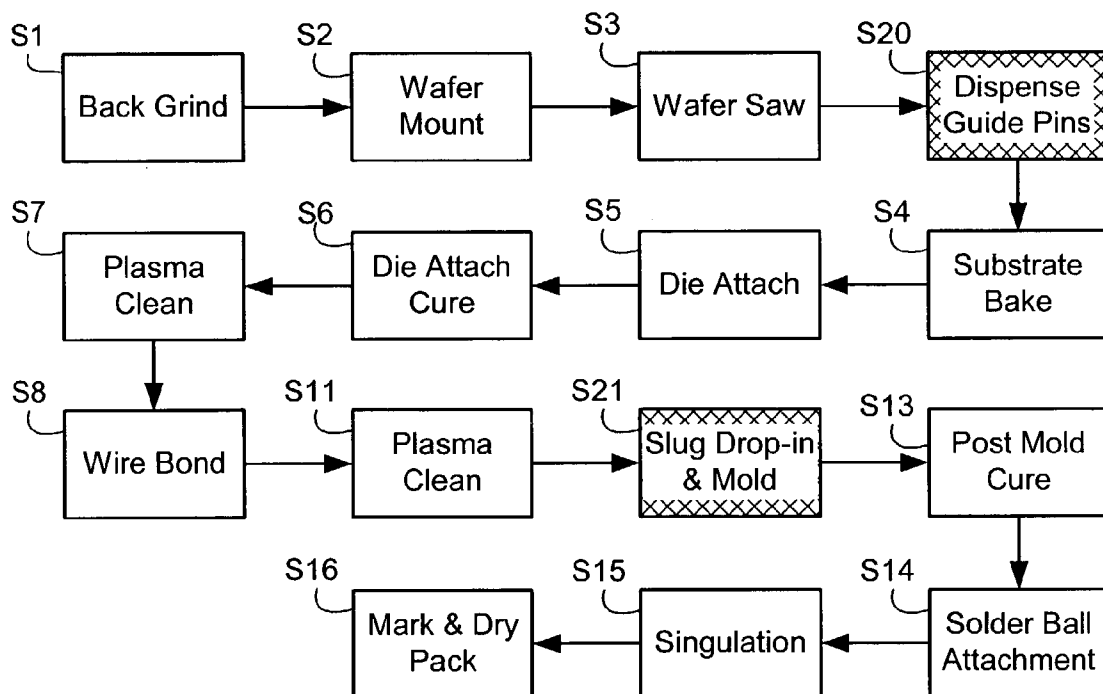 S1
Back Grind
S2
Wafer
Mount
S3
Wafer Saw
S20
Dispense
Guide Pins
S7
Plasma
Clean
S6
Die Attach
Cure
S5
Die Attach
S4
Substrate
Bake
S8
Wire Bond
S11
Plasma
Clean
S21
Slug Drop-in
& Mold
S13
Post Mold
Cure
S16
Mark & Dry
Pack
S15
Singulation
S14
Solder Ball
Attachment